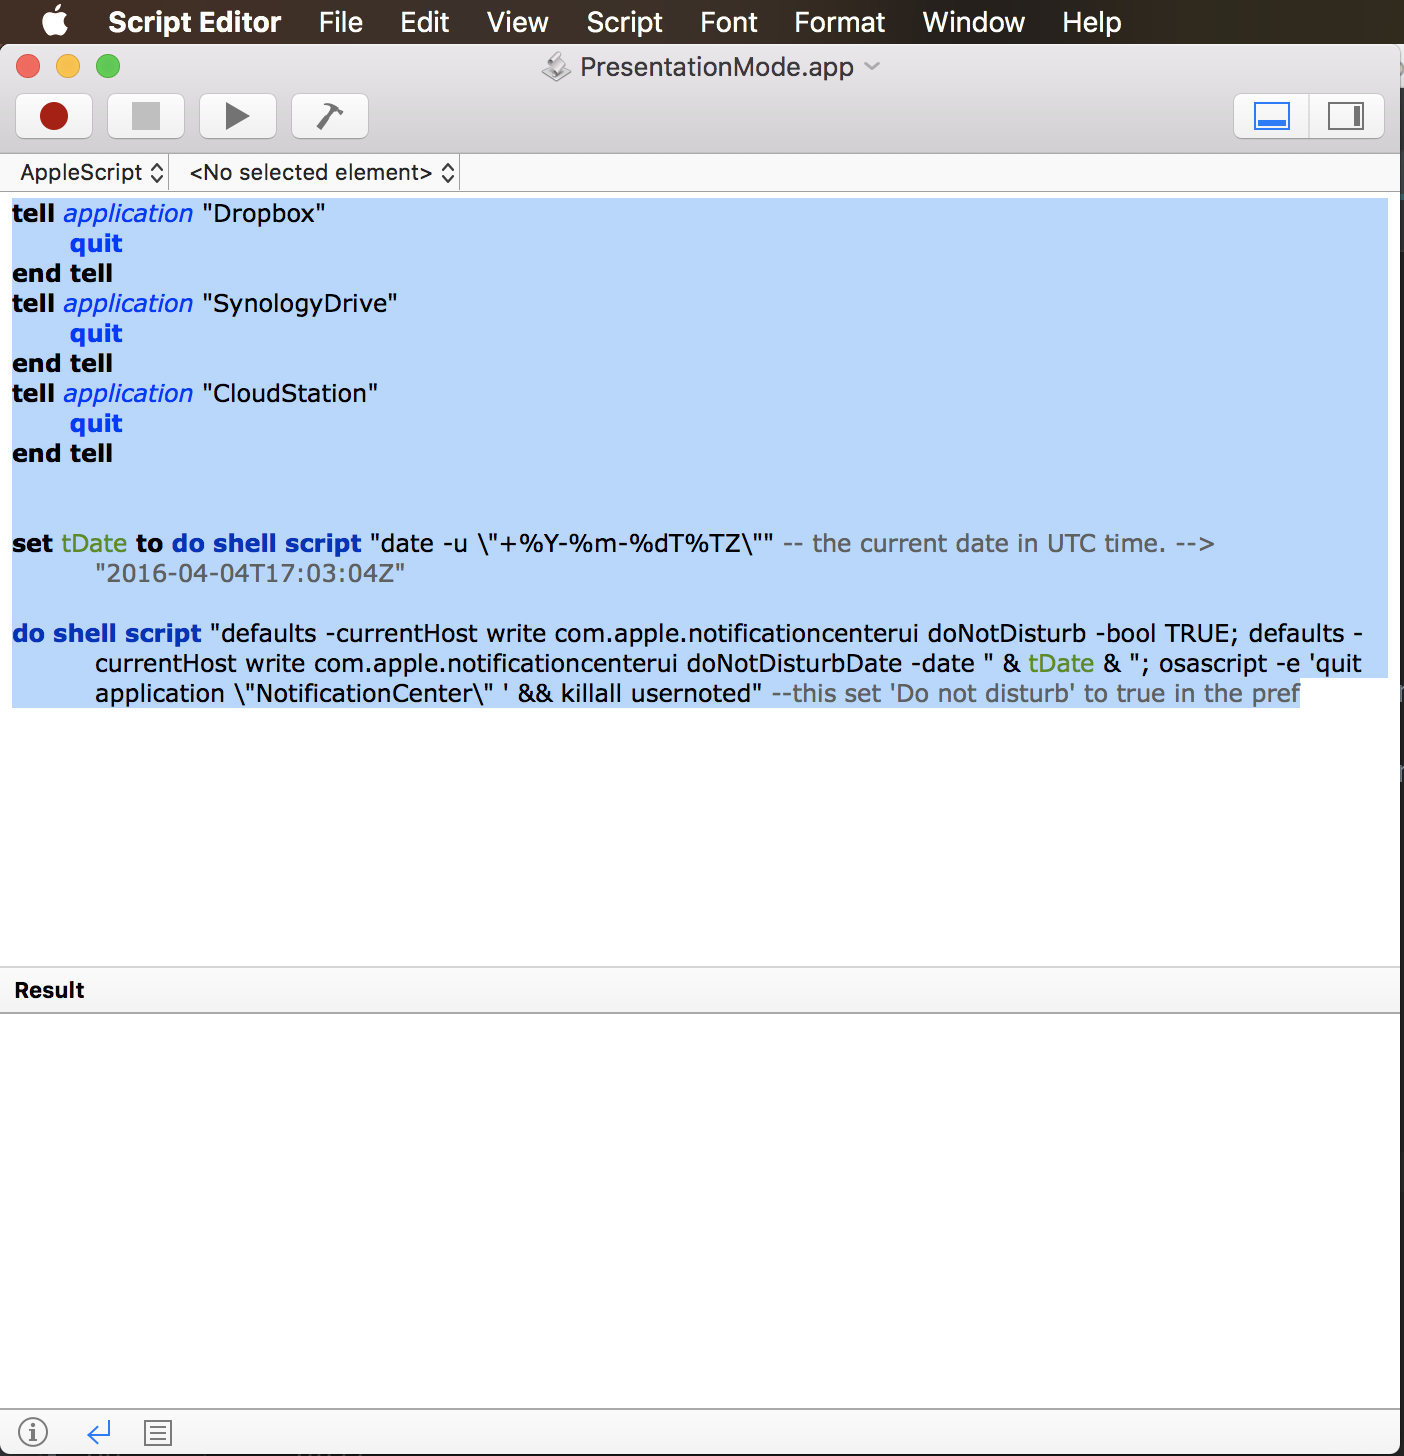 Script Editor File Edit View Script Font Format Window Help
PresentationMode.app
AppleScript <No selected element>
tell application "Dropbox"
quit
end tell
tell application "SynologyDrive"
quit
end tell
tell application "CloudStation"
quit
end tell
set tDate to do shell script "date -u \"+%Y-%m-%dT%TZ\"" -- the current date in UTC time. -->
"2016-04-04T17:03:04Z"
do shell script "defaults -currentHost write com.apple.notificationcenterui doNotDisturb -bool TRUE; defaults -
currentHost write com.apple.notificationcenterui doNotDisturbDate -date " & tDate & "; osascript -e 'quit
application \"NotificationCenter\" ' && killall usernoted" --this set 'Do not disturb' to true in the pref
Result